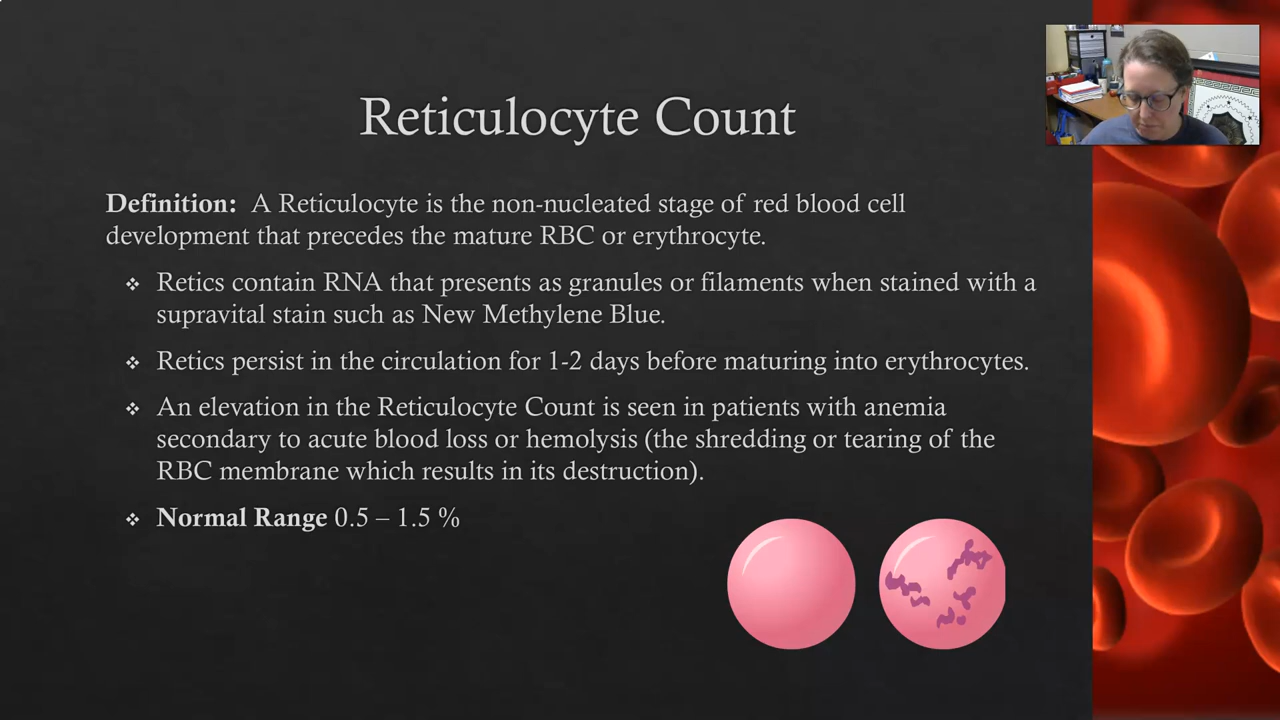 Reticulocyte Count
Definition: A Reticulocyte is the non-nucleated stage of red blood cell
development that precedes the mature RBC or erythrocyte.
❖ Retics contain RNA that presents as granules or filaments when stained with a
supravital stain such as New Methylene Blue.
❖ Retics persist in the circulation for 1-2 days before maturing into erythrocytes.
❖ An elevation in the Reticulocyte Count is seen in patients with anemia
secondary to acute blood loss or hemolysis (the shredding or tearing of the
RBC membrane which results in its destruction).
❖ Normal Range 0.5 – 1.5 %